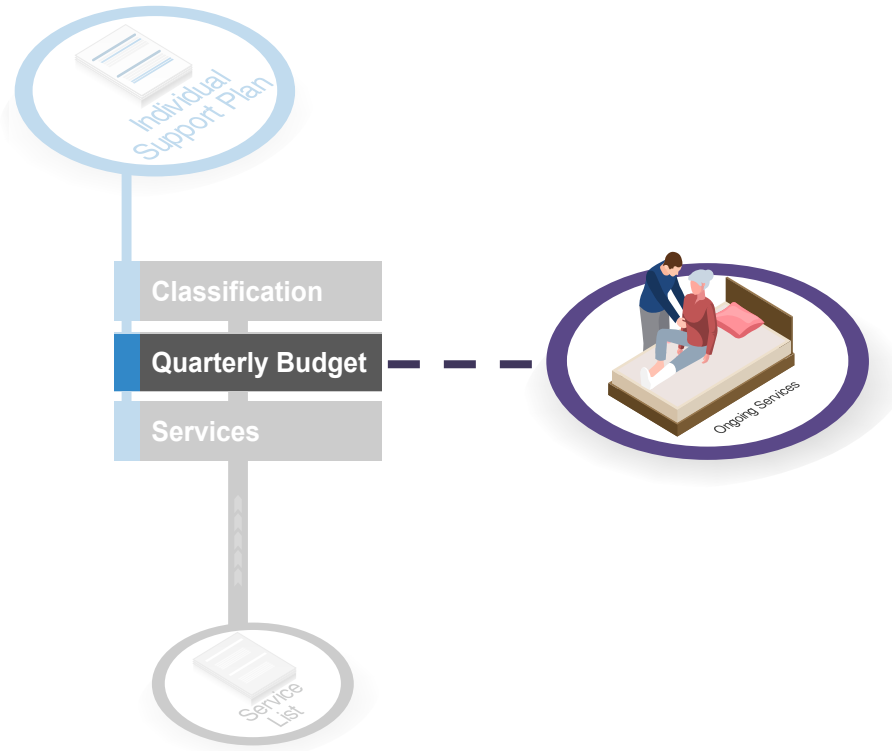 Individual
Support Plan
Classification
Quarterly Budget
Services
Ongoing Services
Service
List